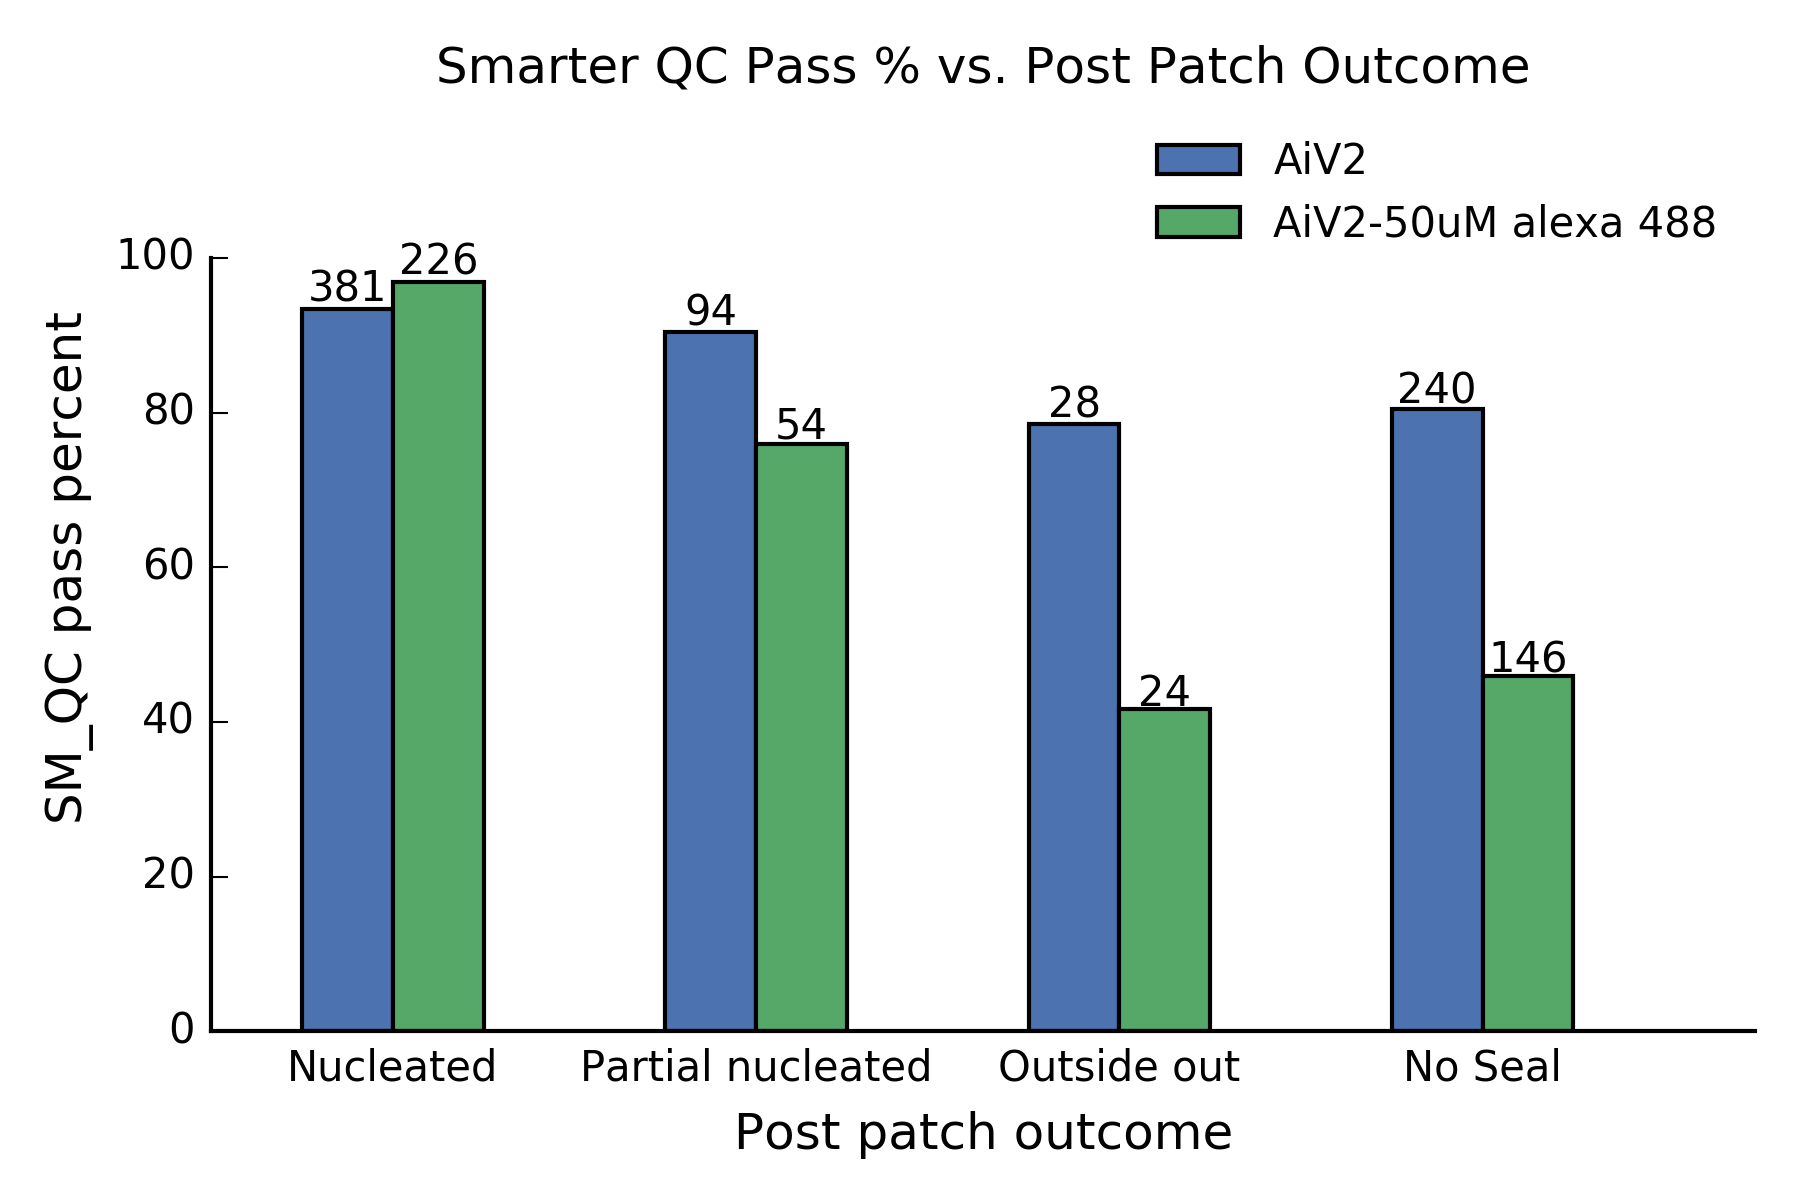 Smarter QC Pass % vs. Post Patch Outcome
AiV2
AiV2-50uM alexa 488
SM_QC pass percent
100
80
60
40
20
0
381
226
94
54
28
24
240
146
Nucleated
Partial nucleated
Outside out
No Seal
Post patch outcome